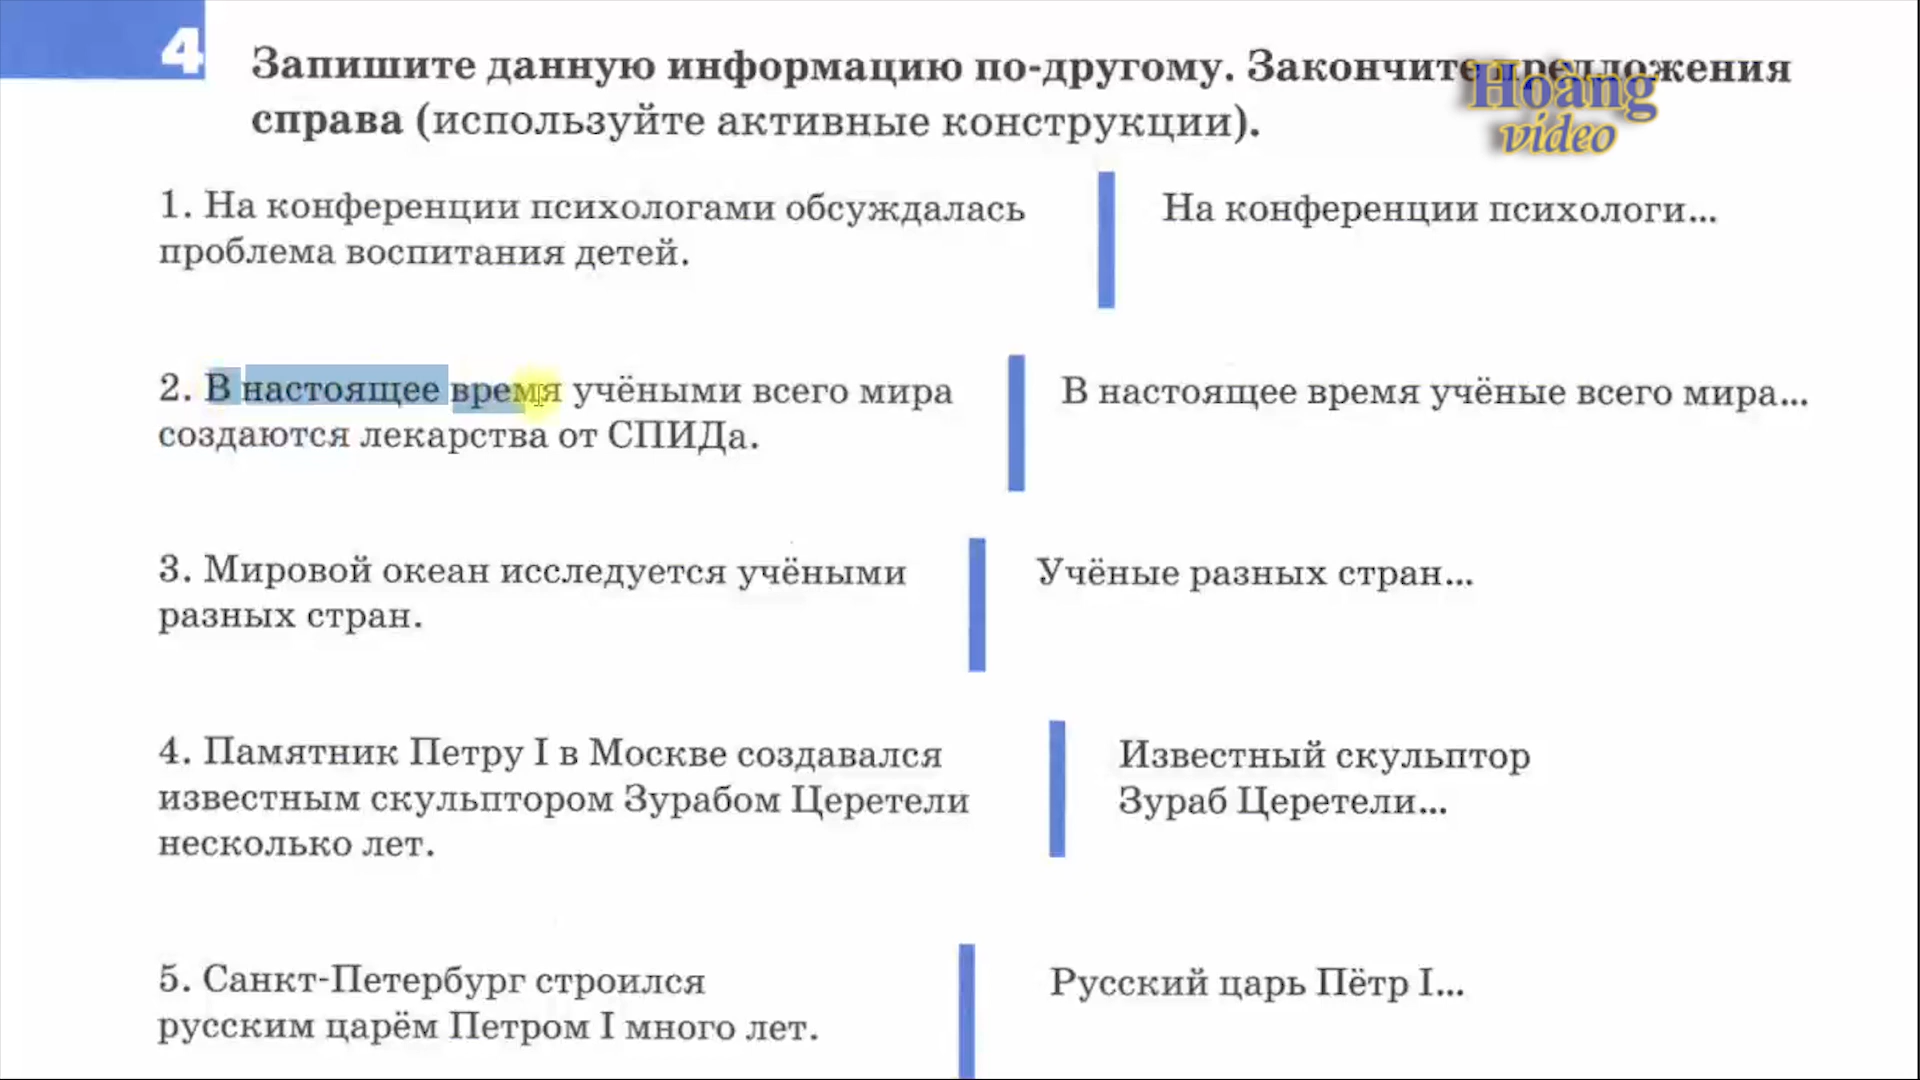 4
Запишите данную информацию по-другому. Закончите предложения
справа (используйте активные конструкции).
Hoàng
video
1. На конференции психологами обсуждалась
проблема воспитания детей.
На конференции психологи...
2. В настоящее время учёными всего мира
создаются лекарства от СПИДа.
В настоящее время учёные всего мира...
3. Мировой океан исследуется учёными
разных стран.
Учёные разных стран...
4. Памятник Петру I в Москве создавался
известным скульптором Зурабом Церетели
несколько лет.
Известный скульптор
Зураб Церетели...
5. Санкт-Петербург строился
русским царём Петром I много лет.
Русский царь Пётр I...